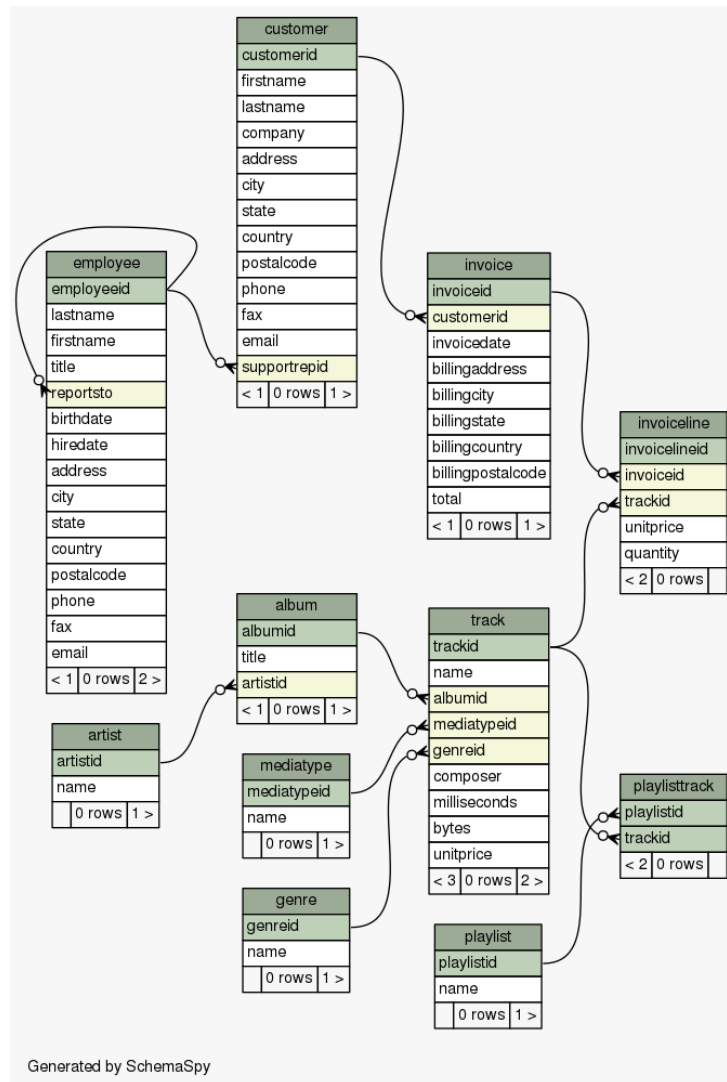 customer
customerid
firstname
lastname
company
address
city
state
country
postalcode
phone
fax
email
supportrepid
< 1 0 rows 1 >
employee
employeeid
lastname
firstname
title
reportsto
birthdate
hiredate
address
city
state
country
postalcode
phone
fax
email
< 1 0 rows 2 >
invoice
invoiceid
customerid
invoicedate
billingaddress
billingcity
billingstate
billingcountry
billingpostalcode
total
< 1 0 rows 1 >
invoiceline
invoicelineid
invoiceid
trackid
unitprice
quantity
< 2 0 rows
album
albumid
title
artistid
< 1 0 rows 1 >
track
trackid
name
albumid
mediatypeid
genreid
composer
milliseconds
bytes
unitprice
< 3 0 rows 2 >
artist
artistid
name
0 rows 1 >
mediatype
mediatypeid
name
0 rows 1 >
playlisttrack
playlistid
trackid
< 2 0 rows
genre
genreid
name
0 rows 1 >
playlist
playlistid
name
0 rows 1 >
Generated by SchemaSpy